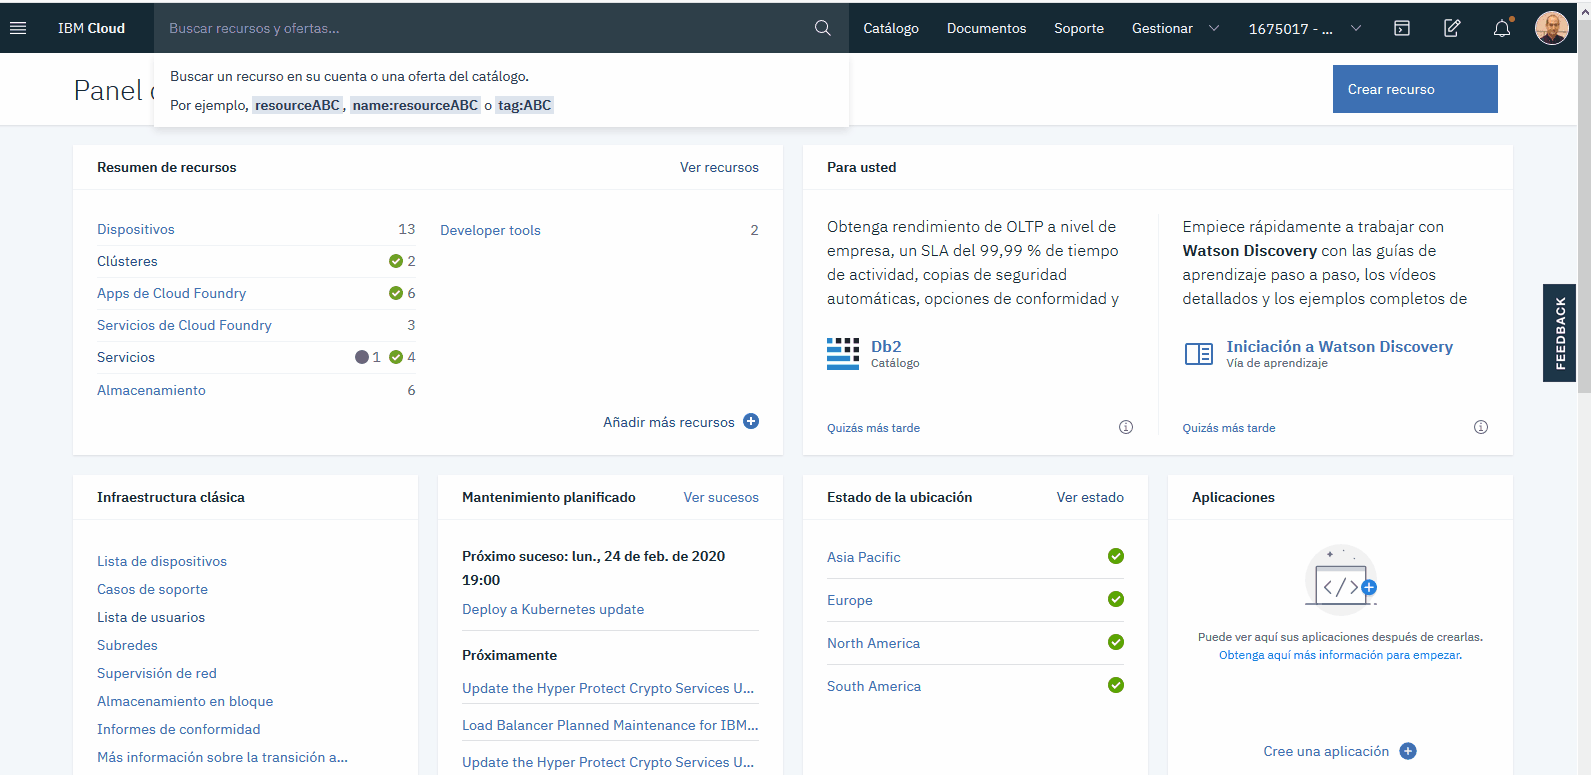 IBM Cloud
Buscar recursos y ofertas...
Catálogo
Documentos
Soporte
Gestionar
1675017 - ...
Buscar un recurso en su cuenta o una oferta del catálogo.
Por ejemplo, resourceABC, name:resourceABC o tag:ABC
Panel
Crear recurso
Resumen de recursos
Ver recursos
Dispositivos 13
Clústeres 2
Apps de Cloud Foundry 6
Servicios de Cloud Foundry 3
Servicios 1 4
Almacenamiento 6
Developer tools 2
Añadir más recursos
Para usted
Obtenga rendimiento de OLTP a nivel de
empresa, un SLA del 99,99 % de tiempo
de actividad, copias de seguridad
automáticas, opciones de conformidad y
Db2
Catálogo
Quizás más tarde
Empiece rápidamente a trabajar con
Watson Discovery con las guías de
aprendizaje paso a paso, los vídeos
detallados y los ejemplos completos de
Iniciación a Watson Discovery
Vía de aprendizaje
Quizás más tarde
FEEDBACK
Infraestructura clásica
Lista de dispositivos
Casos de soporte
Lista de usuarios
Subredes
Supervisión de red
Almacenamiento en bloque
Informes de conformidad
Más información sobre la transición a...
Mantenimiento planificado
Ver sucesos
Próximo suceso: lun., 24 de feb. de 2020
19:00
Deploy a Kubernetes update
Próximamente
Update the Hyper Protect Crypto Services U...
Load Balancer Planned Maintenance for IBM...
Update the Hyper Protect Crypto Services U...
Estado de la ubicación
Ver estado
Asia Pacific
Europe
North America
South America
Aplicaciones
Puede ver aquí sus aplicaciones después de crearlas.
Obtenga aquí más información para empezar.
Cree una aplicación